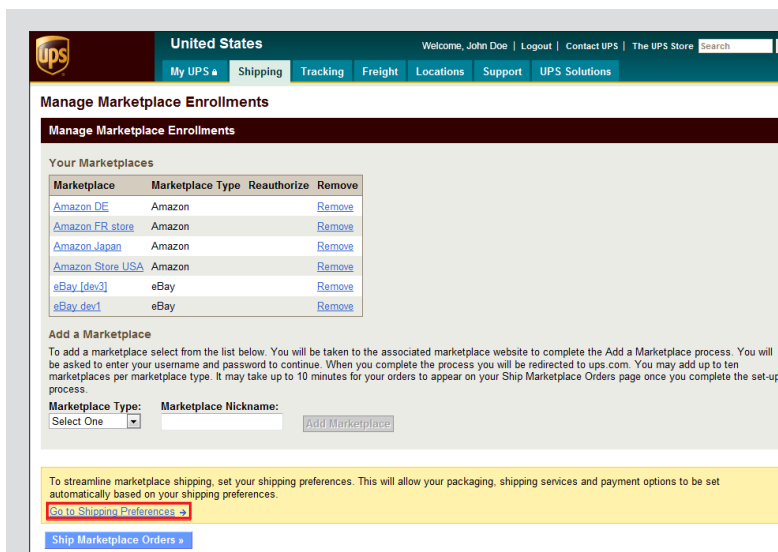 ups
United States
Welcome, John Doe | Logout | Contact UPS | The UPS Store Search
My UPS Shipping Tracking Freight Locations Support UPS Solutions
Manage Marketplace Enrollments
Manage Marketplace Enrollments
Your Marketplaces
Marketplace Marketplace Type Reauthorize Remove
Amazon DE Amazon Remove
Amazon FR store Amazon Remove
Amazon Japan Amazon Remove
Amazon Store USA Amazon Remove
eBay [dev3] eBay Remove
eBay dev1 eBay Remove
Add a Marketplace
To add a marketplace select from the list below. You will be taken to the associated marketplace website to complete the Add a Marketplace process. You will
be asked to enter your username and password to continue. When you complete the process you will be redirected to ups.com. You may add up to ten
marketplaces per marketplace type. It may take up to 10 minutes for your orders to appear on your Ship Marketplace Orders page once you complete the set-up
process.
Marketplace Type: Marketplace Nickname:
Select One Add Marketplace
To streamline marketplace shipping, set your shipping preferences. This will allow your packaging, shipping services and payment options to be set
automatically based on your shipping preferences.
Go to Shipping Preferences →
Ship Marketplace Orders »